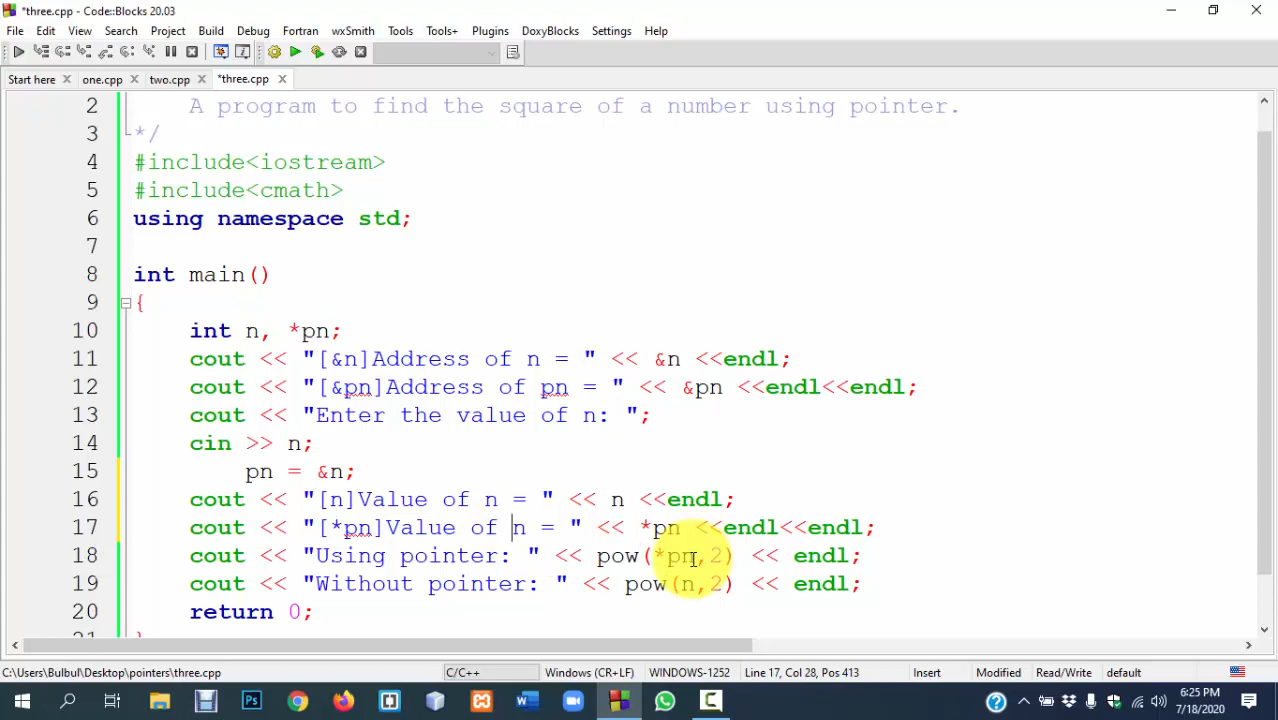 *three.cpp - Code::Blocks 20.03
File Edit View Search Project Build Debug Fortran wxSmith Tools Tools+ Plugins DoxyBlocks Settings Help
Start here one.cpp two.cpp *three.cpp
2 A program to find the square of a number using pointer.
3 */
4 #include<iostream>
5 #include<cmath>
6 using namespace std;
7
8 int main()
9 {
10 int n, *pn;
11 cout << "[&n]Address of n = " << &n <<endl;
12 cout << "[&pn]Address of pn = " << &pn <<endl<<endl;
13 cout << "Enter the value of n: ";
14 cin >> n;
15 pn = &n;
16 cout << "[n]Value of n = " << n <<endl;
17 cout << "[*pn]Value of n = " << *pn <<endl<<endl;
18 cout << "Using pointer: " << pow(*pn,2) << endl;
19 cout << "Without pointer: " << pow(n,2) << endl;
20 return 0;
21 }
C:\Users\Bulbul\Desktop\pointers\three.cpp C/C++ Windows (CR+LF) WINDOWS-1252 Line 17, Col 28, Pos 413 Insert Modified Read/Write default
6:25 PM
7/18/2020